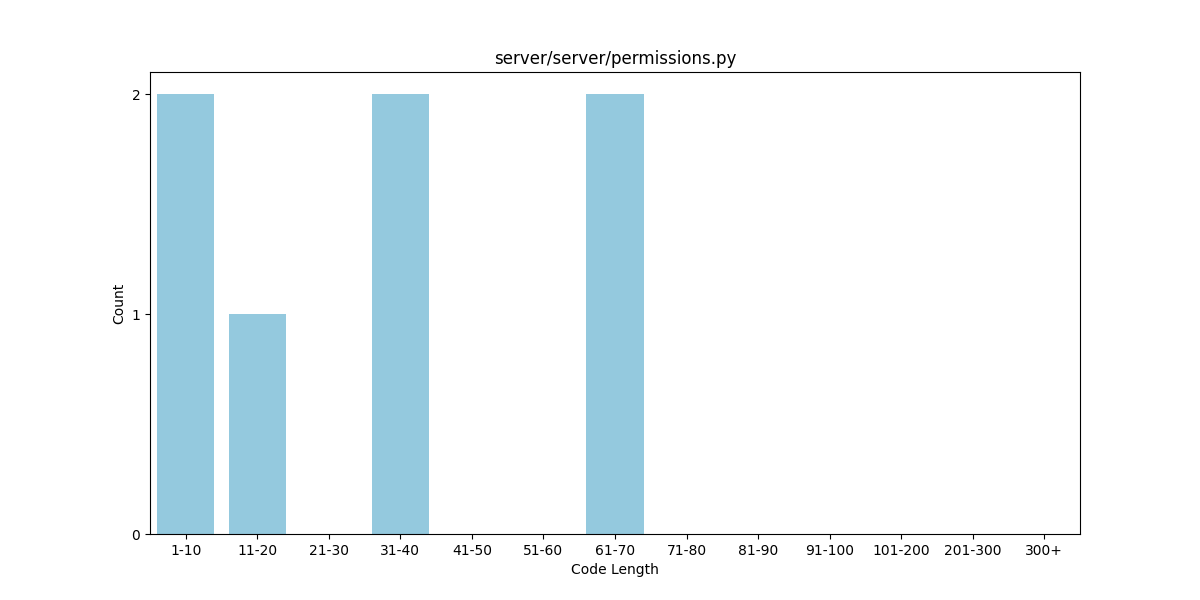 server/server/permissions.py
2
1
0
Count
1-10 11-20 21-30 31-40 41-50 51-60 61-70 71-80 81-90 91-100 101-200 201-300 300+
Code Length